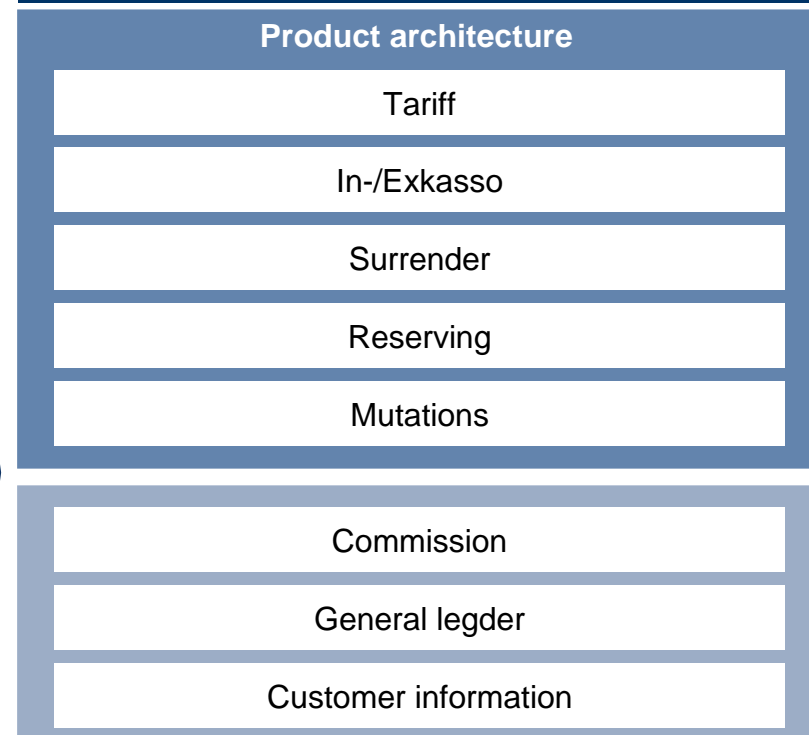 Product architecture
Tariff
In-/Exkasso
Surrender
Reserving
Mutations
Commission
General legder
Customer information